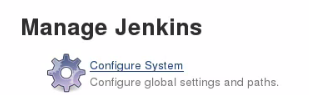 Manage Jenkins
Configure System
Configure global settings and paths.